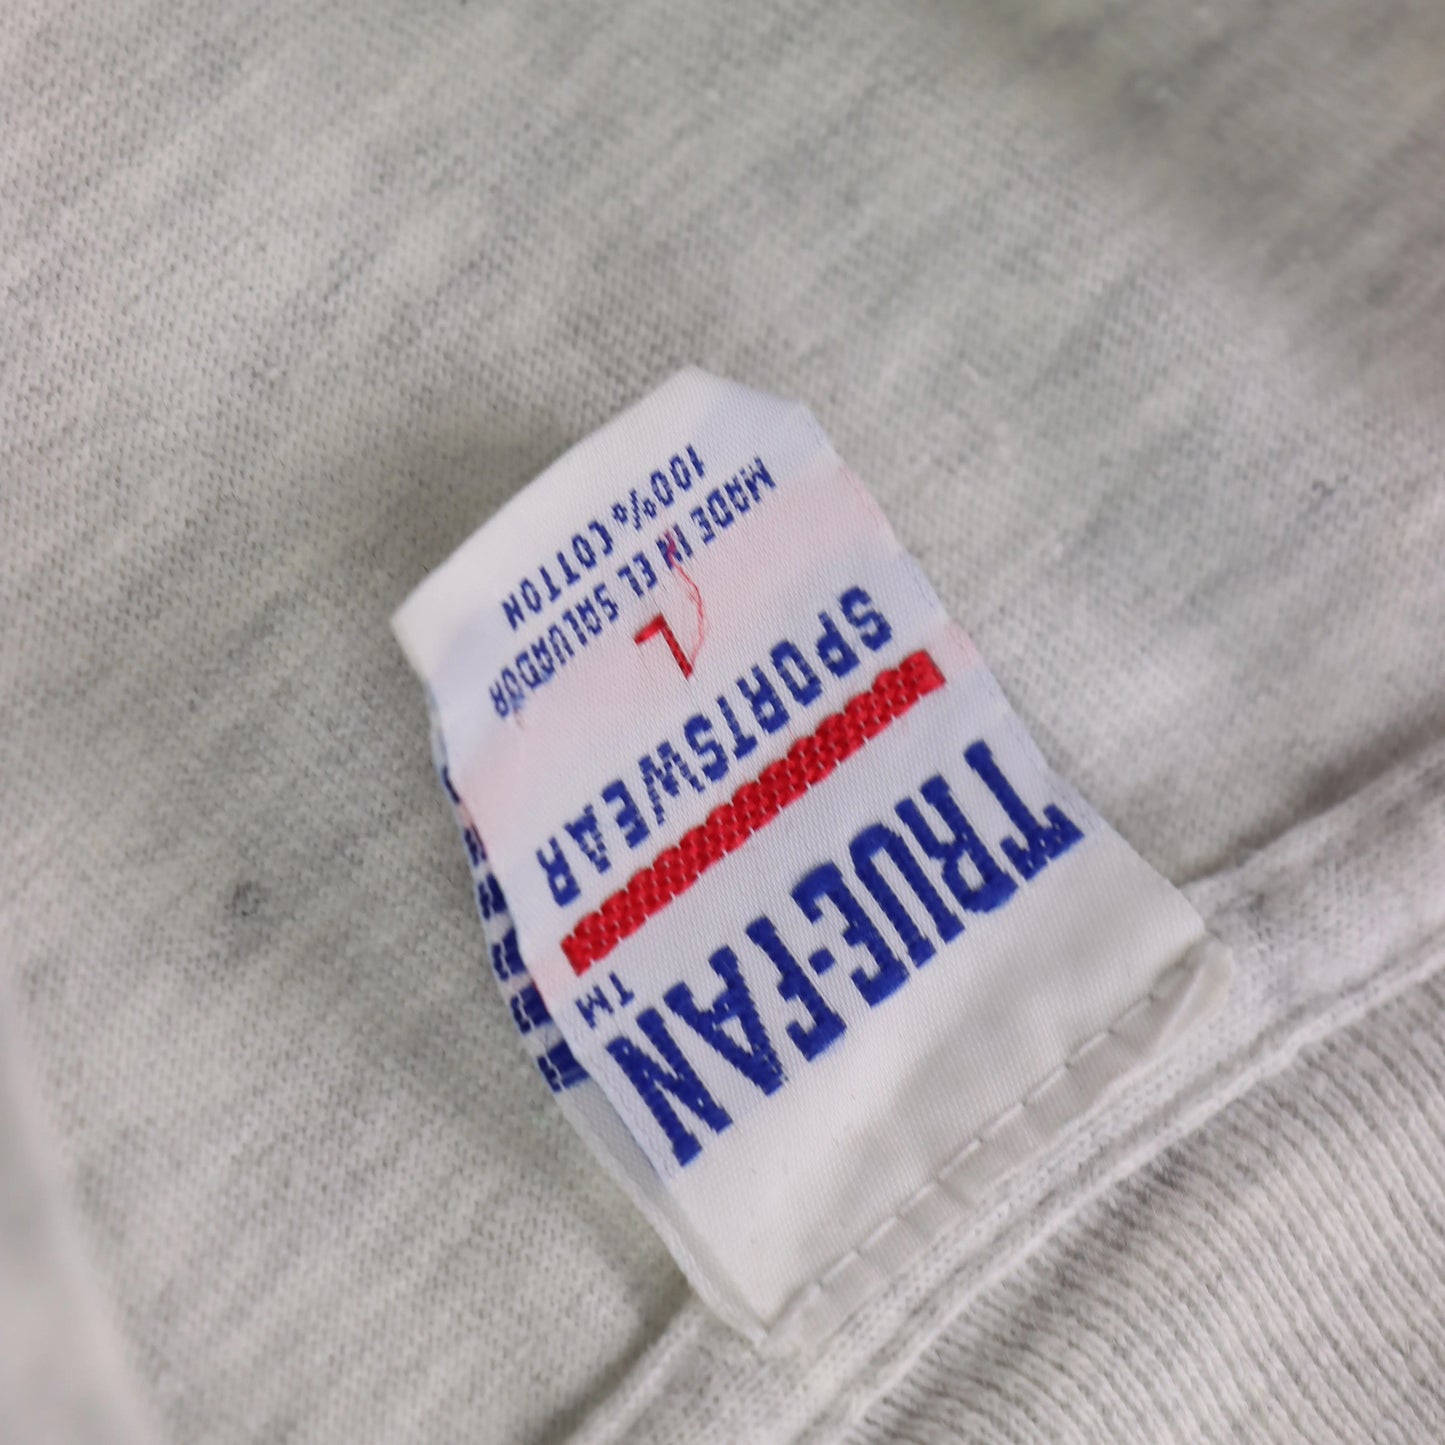 TRUE-FAN
TM
SPORTSWEAR
L
MADE IN EL SALVADOR
100% COTTON